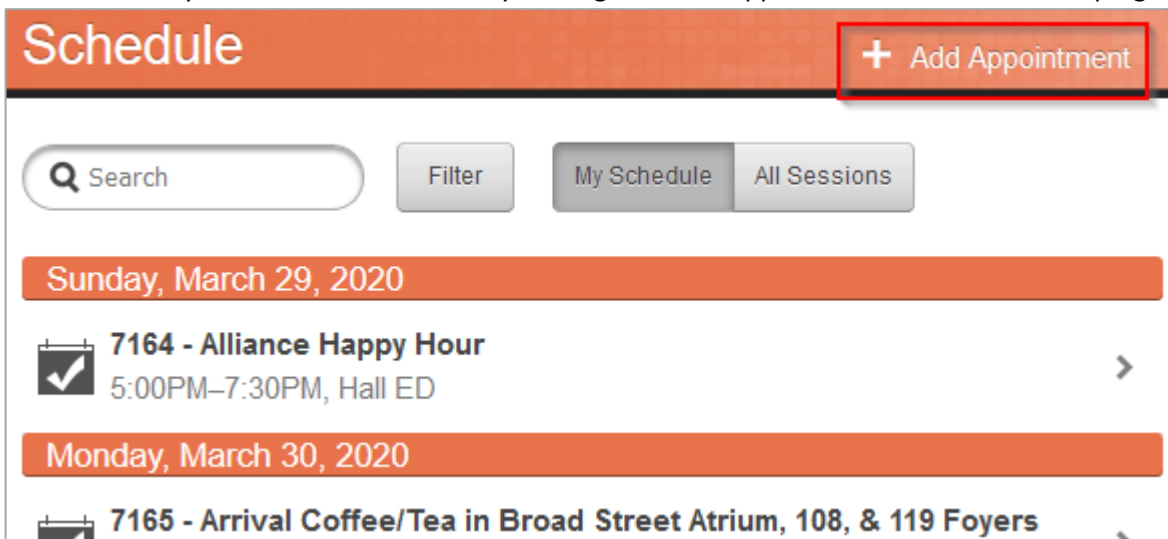 Schedule
+ Add Appointment
Search
Filter
My Schedule
All Sessions
Sunday, March 29, 2020
7164 - Alliance Happy Hour
5:00PM–7:30PM, Hall ED
Monday, March 30, 2020
7165 - Arrival Coffee/Tea in Broad Street Atrium, 108, & 119 Foyers